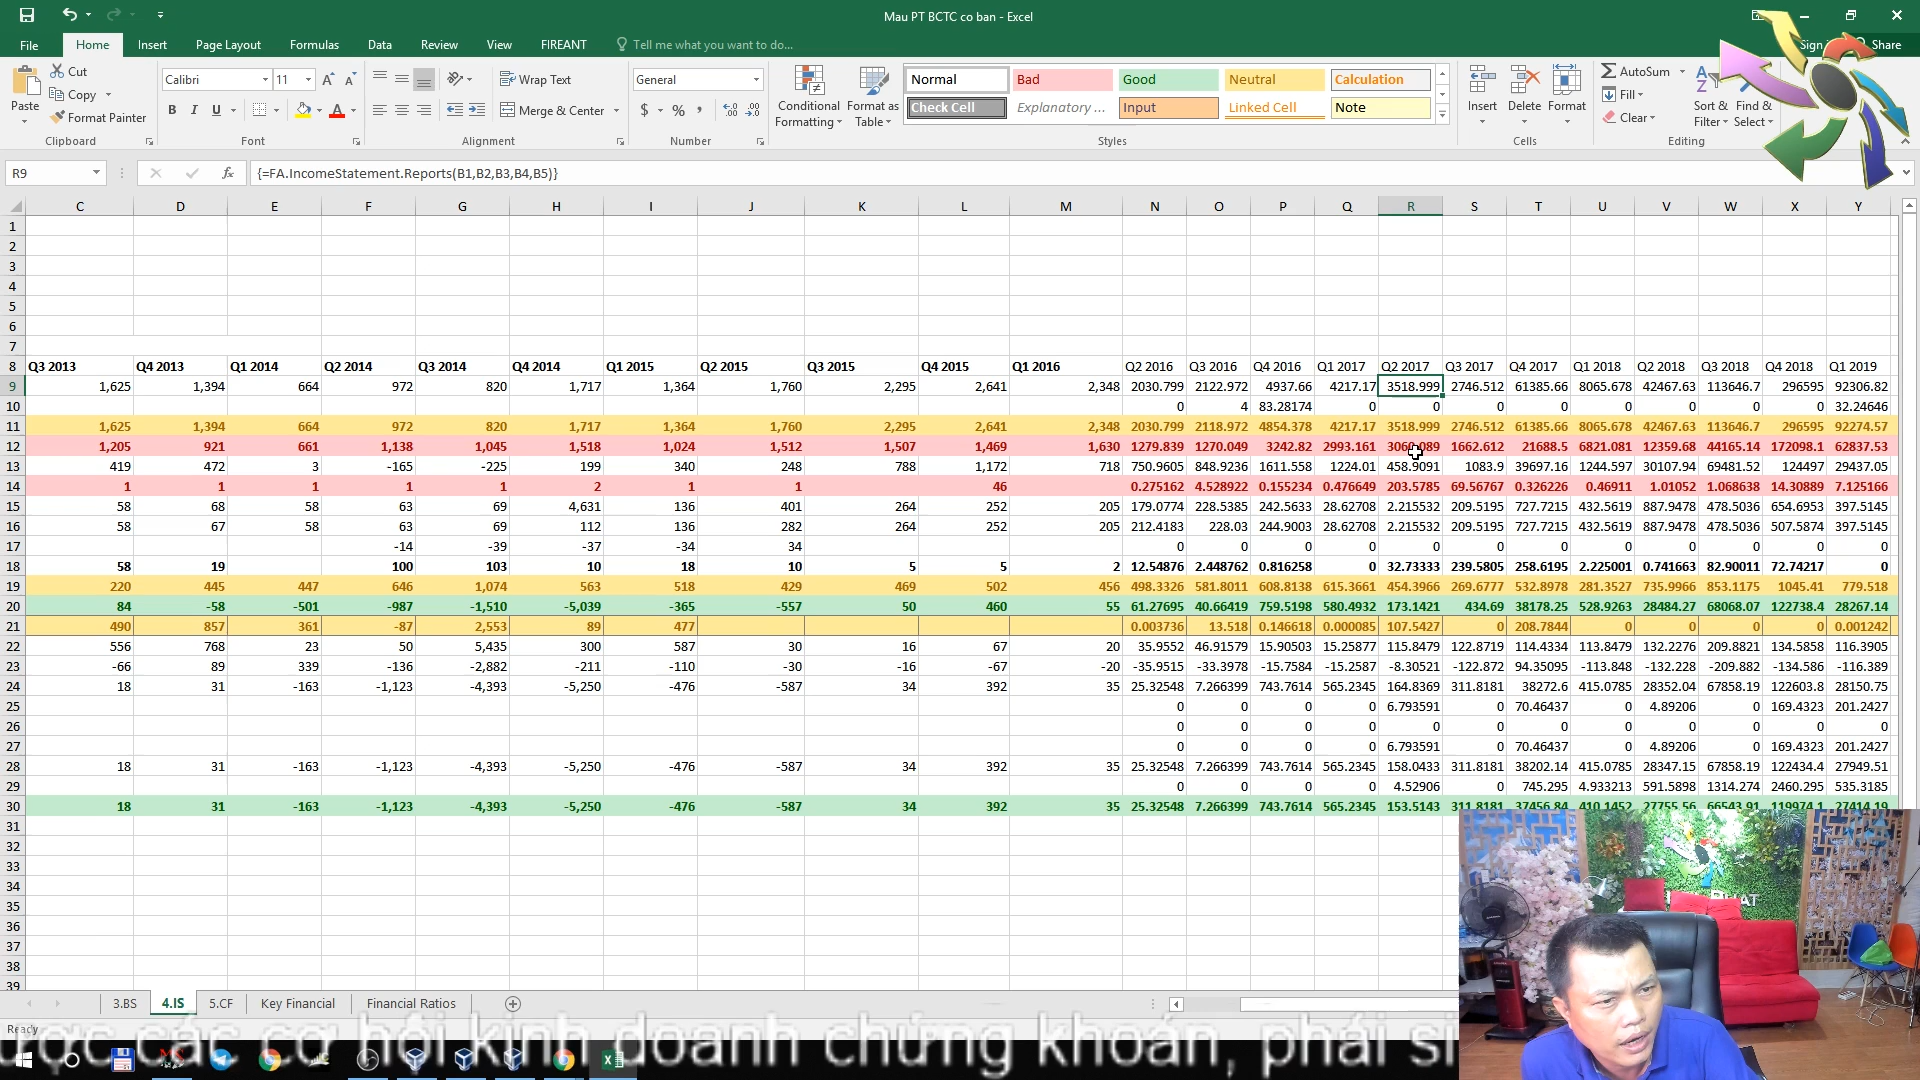 Mau PT BCTC co ban - Excel
File Home Insert Page Layout Formulas Data Review View FIREANT Tell me what you want to do... Share
Cut
Copy
Format Painter
Paste
Clipboard
Calibri 11
B I U
Font
Wrap Text
Merge & Center
Alignment
General
$ % ,
Number
Conditional Formatting
Format as Table
Normal Bad Good Neutral Calculation
Check Cell Explanatory ... Input Linked Cell Note
Styles
Insert Delete Format
Cells
AutoSum
Fill
Clear
Sort & Filter
Find & Select
Editing
R9 fx {=FA.IncomeStatement.Reports(B1,B2,B3,B4,B5)}
C D E F G H I J K L M N O P Q R S T U V W X Y
1
2
3
4
5
6
7
8 Q3 2013 Q4 2013 Q1 2014 Q2 2014 Q3 2014 Q4 2014 Q1 2015 Q2 2015 Q3 2015 Q4 2015 Q1 2016 Q2 2016 Q3 2016 Q4 2016 Q1 2017 Q2 2017 Q3 2017 Q4 2017 Q1 2018 Q2 2018 Q3 2018 Q4 2018 Q1 2019
9 1,625 1,394 664 972 820 1,717 1,364 1,760 2,295 2,641 2,348 2030.799 2122.972 4937.66 4217.17 3518.999 2746.512 61385.66 8065.678 42467.63 113646.7 296595 92306.82
10 0 4 83.28174 0 0 0 0 0 0 0 0 32.24646
11 1,625 1,394 664 972 820 1,717 1,364 1,760 2,295 2,641 2,348 2030.799 2118.972 4854.378 4217.17 3518.999 2746.512 61385.66 8065.678 42467.63 113646.7 296595 92274.57
12 1,205 921 661 1,138 1,045 1,518 1,024 1,512 1,507 1,469 1,630 1279.839 1270.049 3242.82 2993.161 3060.089 1662.612 21688.5 6821.081 12359.68 44165.14 172098.1 62837.53
13 419 472 3 -165 -225 199 340 248 788 1,172 718 750.9605 848.9236 1611.558 1224.01 458.9091 1083.9 39697.16 1244.597 30107.94 69481.52 124497 29437.05
14 1 1 1 1 1 2 1 1 46 0.275162 4.528922 0.155234 0.476649 203.5785 69.56767 0.326226 0.46911 1.01052 1.068638 14.30889 7.125166
15 58 68 58 63 69 4,631 136 401 264 252 205 179.0774 228.5385 242.5633 28.62708 2.215532 209.5195 727.7215 432.5619 887.9478 478.5036 654.6953 397.5145
16 58 67 58 63 69 112 136 282 264 252 205 212.4183 228.03 244.9003 28.62708 2.215532 209.5195 727.7215 432.5619 887.9478 478.5036 507.5874 397.5145
17 -14 -39 -37 -34 34 0 0 0 0 0 0 0 0 0 0 0 0
18 58 19 100 103 10 18 10 5 5 2 12.54876 2.448762 0.816258 0 32.73333 239.5805 258.6195 2.225001 0.741663 82.90011 72.74217 0
19 220 445 447 646 1,074 563 518 429 469 502 456 498.3326 581.8011 608.8138 615.3661 454.3966 269.6777 532.8978 281.3527 735.9966 853.1175 1045.41 779.518
20 84 -58 -501 -987 -1,510 -5,039 -365 -557 50 460 55 61.27695 40.66419 759.5198 580.4932 173.1421 434.69 38178.25 528.9263 28484.27 68068.07 122738.4 28267.14
21 490 857 361 -87 2,553 89 477 0.003736 13.518 0.146618 0.000085 107.5427 0 208.7844 0 0 0 0 0.001242
22 556 768 23 50 5,435 300 587 30 16 67 20 35.9552 46.91579 15.90503 15.25877 115.8479 122.8719 114.4334 113.8479 132.2276 209.8821 134.5858 116.3905
23 -66 89 339 -136 -2,882 -211 -110 -30 -16 -67 -20 -35.9515 -33.3978 -15.7584 -15.2587 -8.30521 -122.872 94.35095 -113.848 -132.228 -209.882 -134.586 -116.389
24 18 31 -163 -1,123 -4,393 -5,250 -476 -587 34 392 35 25.32548 7.266399 743.7614 565.2345 164.8369 311.8181 38272.6 415.0785 28352.04 67858.19 122603.8 28150.75
25 0 0 0 0 6.793591 0 70.46437 0 4.89206 0 169.4323 201.2427
26 0 0 0 0 0 0 0 0 0 0 0 0
27 0 0 0 0 6.793591 0 70.46437 0 4.89206 0 169.4323 201.2427
28 18 31 -163 -1,123 -4,393 -5,250 -476 -587 34 392 35 25.32548 7.266399 743.7614 565.2345 158.0433 311.8181 38202.14 415.0785 28347.15 67858.19 122434.4 27949.51
29 0 0 0 0 4.52906 0 745.295 4.933213 591.5898 1314.274 2460.295 535.3185
30 18 31 -163 -1,123 -4,393 -5,250 -476 -587 34 392 35 25.32548 7.266399 743.7614 565.2345 153.5143 311.8181 37456.84 410.1452 27755.56 66543.91 119974.1 27414.19
31
32
33
34
35
36
37
38
39
3.BS 4.IS 5.CF Key Financial Financial Ratios
Ready
ược các cơ hội kinh doanh chứng khoán, phái si